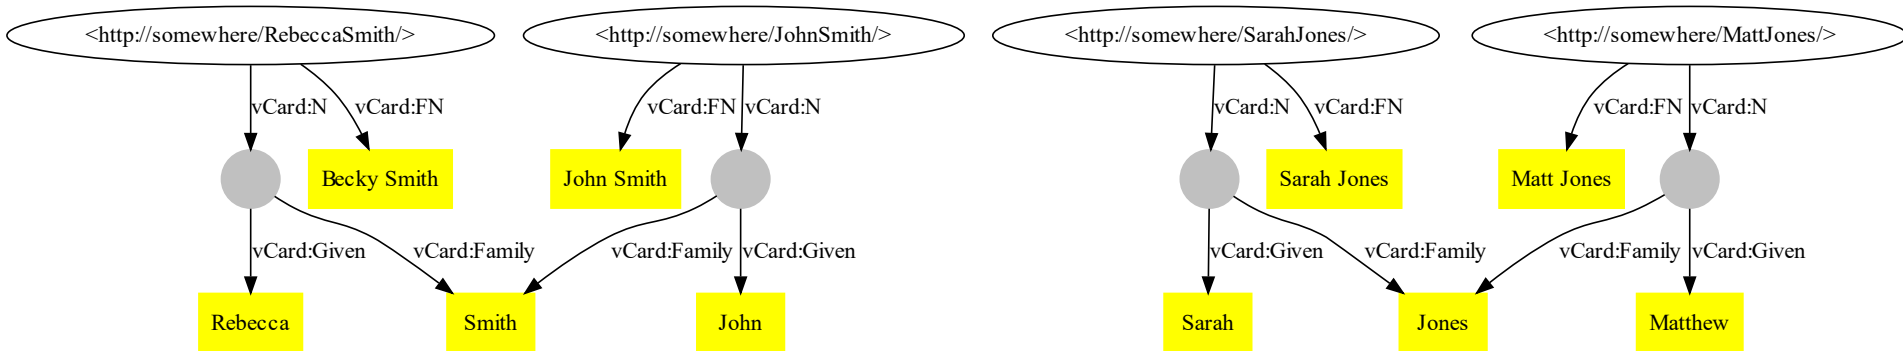 <http://somewhere/RebeccaSmith/>
<http://somewhere/JohnSmith/>
<http://somewhere/SarahJones/>
<http://somewhere/MattJones/>
vCard:N
vCard:FN
vCard:FN
vCard:N
vCard:N
vCard:FN
vCard:FN
vCard:N
Becky Smith
John Smith
Sarah Jones
Matt Jones
vCard:Given
vCard:Family
vCard:Family
vCard:Given
vCard:Given
vCard:Family
vCard:Family
vCard:Given
Rebecca
Smith
John
Sarah
Jones
Matthew